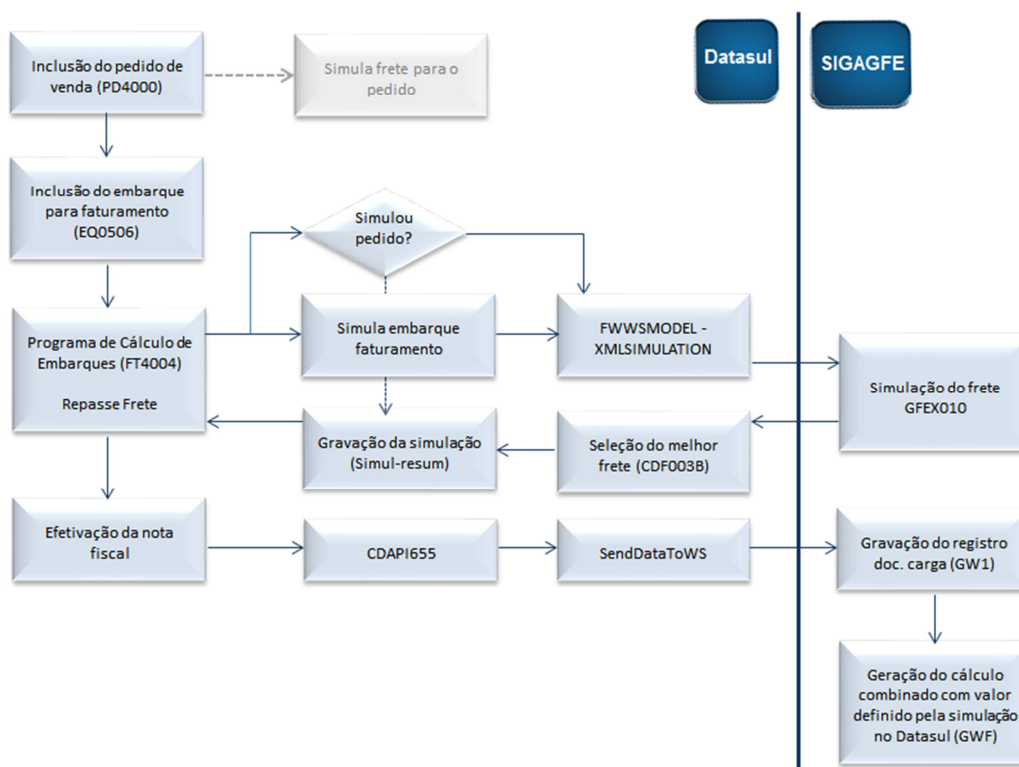 Datasul
SIGAGFE
Inclusão do pedido de
venda (PD4000)
Simula frete para o
pedido
Inclusão do embarque
para faturamento
(EQ0506)
Simulou
pedido?
Programa de Cálculo de
Embarques (FT4004)
Repasse Frete
Simula embarque
faturamento
FWWSMODEL -
XMLSIMULATION
Simulação do frete
GFEX010
Gravação da simulação
(Simul-resum)
Seleção do melhor
frete (CDF003B)
Efetivação da nota
fiscal
CDAPI655
SendDataToWS
Gravação do registro
doc. carga (GW1)
Geração do cálculo
combinado com valor
definido pela simulação
no Datasul (GWF)